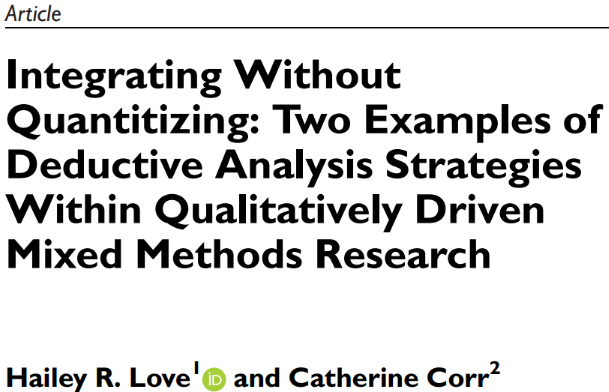 Article
Integrating Without
Quantitizing: Two Examples of
Deductive Analysis Strategies
Within Qualitatively Driven
Mixed Methods Research
Hailey R. Love1 iD and Catherine Corr2